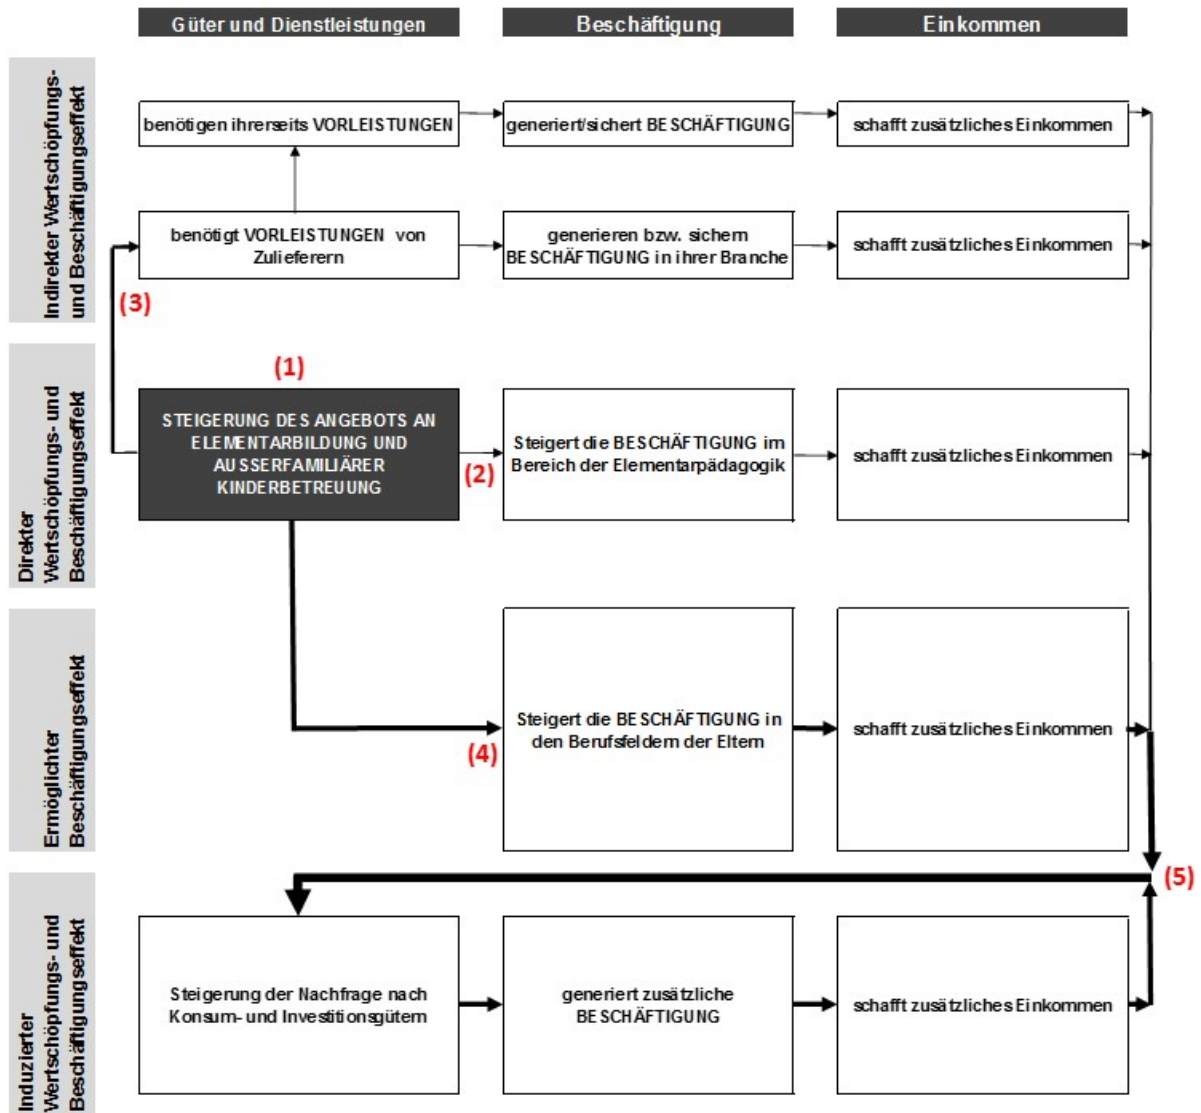 Güter und Dienstleistungen
Beschäftigung
Einkommen
Indirekter Wertschöpfungs-
und Beschäftigungseffekt
benötigen ihrerseits VORLEISTUNGEN
generiert/sichert BESCHÄFTIGUNG
schafft zusätzliches Einkommen
benötigt VORLEISTUNGEN von
Zulieferern
generieren bzw. sichern
BESCHÄFTIGUNG in ihrer Branche
schafft zusätzliches Einkommen
(3)
Direkter
Wertschöpfungs- und
Beschäftigungseffekt
(1)
STEIGERUNG DES ANGEBOTS AN
ELEMENTARBILDUNG UND
AUSSERFAMILIÄRER
KINDERBETREUUNG
(2)
Steigert die BESCHÄFTIGUNG im
Bereich der Elementarpädagogik
schafft zusätzliches Einkommen
Ermöglichter
Beschäftigungseffekt
(4)
Steigert die BESCHÄFTIGUNG in
den Berufsfeldern der Eltern
schafft zusätzliches Einkommen
(5)
Induzierter
Wertschöpfungs- und
Beschäftigungseffekt
Steigerung der Nachfrage nach
Konsum- und Investitionsgütern
generiert zusätzliche
BESCHÄFTIGUNG
schafft zusätzliches Einkommen